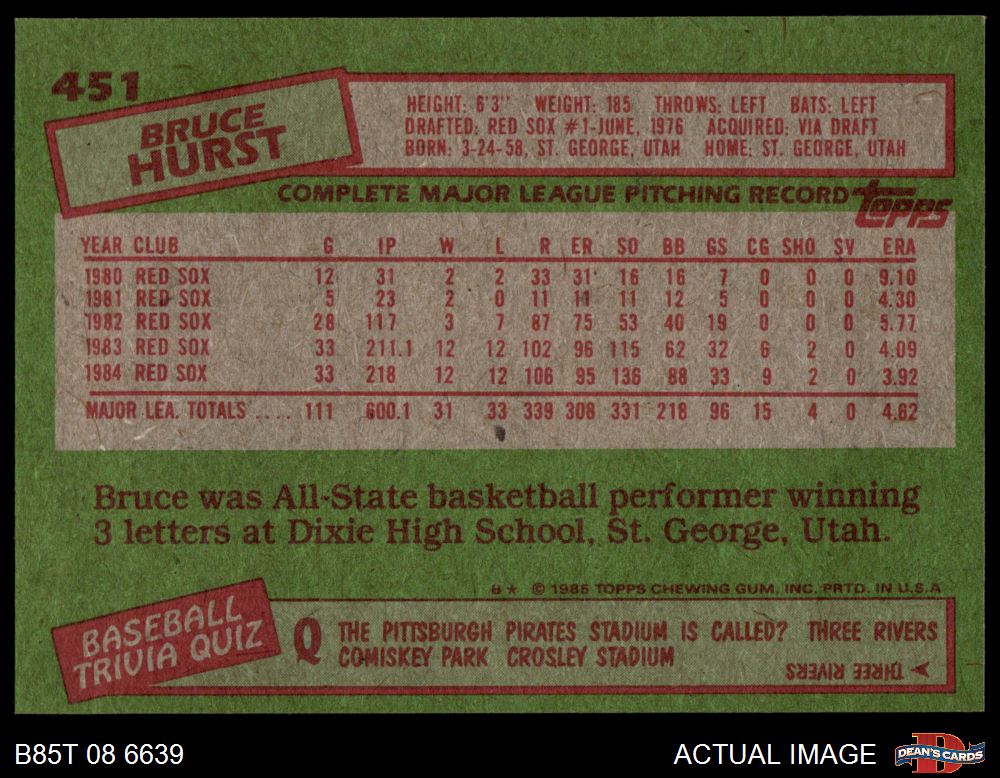 451
BRUCE
HURST
HEIGHT: 6'3" WEIGHT: 185 THROWS: LEFT BATS: LEFT
DRAFTED: RED SOX #1-JUNE, 1976 ACQUIRED: VIA DRAFT
BORN: 3-24-58, ST. GEORGE, UTAH HOME: ST. GEORGE, UTAH
COMPLETE MAJOR LEAGUE PITCHING RECORD topps
YEAR CLUB G IP W L R ER SO BB GS CG SHO SV ERA
1980 RED SOX 12 31 2 2 33 31 16 16 7 0 0 0 9.10
1981 RED SOX 5 23 2 0 11 11 11 12 5 0 0 0 4.30
1982 RED SOX 28 117 3 7 87 75 53 40 19 0 0 0 5.77
1983 RED SOX 33 211.1 12 12 102 96 115 62 32 6 2 0 4.09
1984 RED SOX 33 218 12 12 106 95 136 88 33 9 2 0 3.92
MAJOR LEA. TOTALS .... 111 600.1 31 33 339 308 331 218 96 15 4 0 4.62
Bruce was All-State basketball performer winning
3 letters at Dixie High School, St. George, Utah.
B★ © 1985 TOPPS CHEWING GUM, INC. PRTD. IN U.S.A
BASEBALL
TRIVIA QUIZ
Q THE PITTSBURGH PIRATES STADIUM IS CALLED? THREE RIVERS
COMISKEY PARK CROSLEY STADIUM
THREE RIVERS
B85T 08 6639
ACTUAL IMAGE
D
DEAN'S CARDS